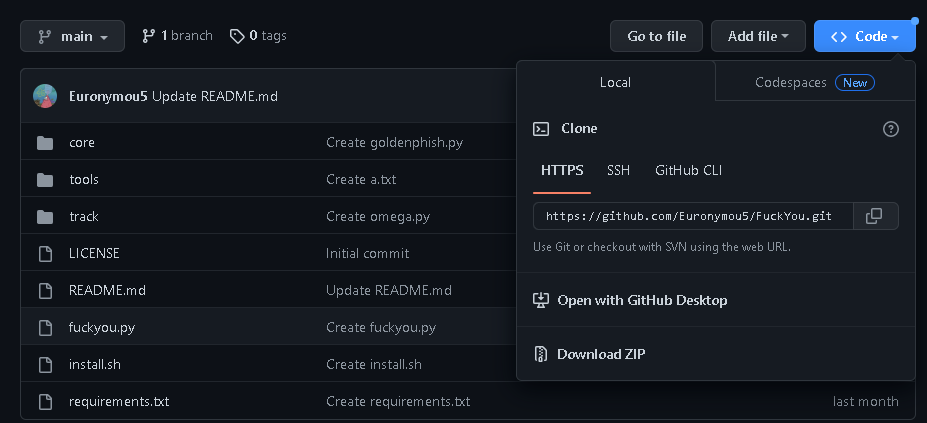 main 1 branch 0 tags Go to file Add file Code
Local Codespaces New
Euronymou5 Update README.md
Clone
core Create goldenphish.py
HTTPS SSH GitHub CLI
tools Create a.txt
track Create omega.py
https://github.com/Euronymou5/FuckYou.git
Use Git or checkout with SVN using the web URL.
LICENSE Initial commit
README.md Update README.md
Open with GitHub Desktop
fuckyou.py Create fuckyou.py
install.sh Create install.sh
Download ZIP
requirements.txt Create requirements.txt last month